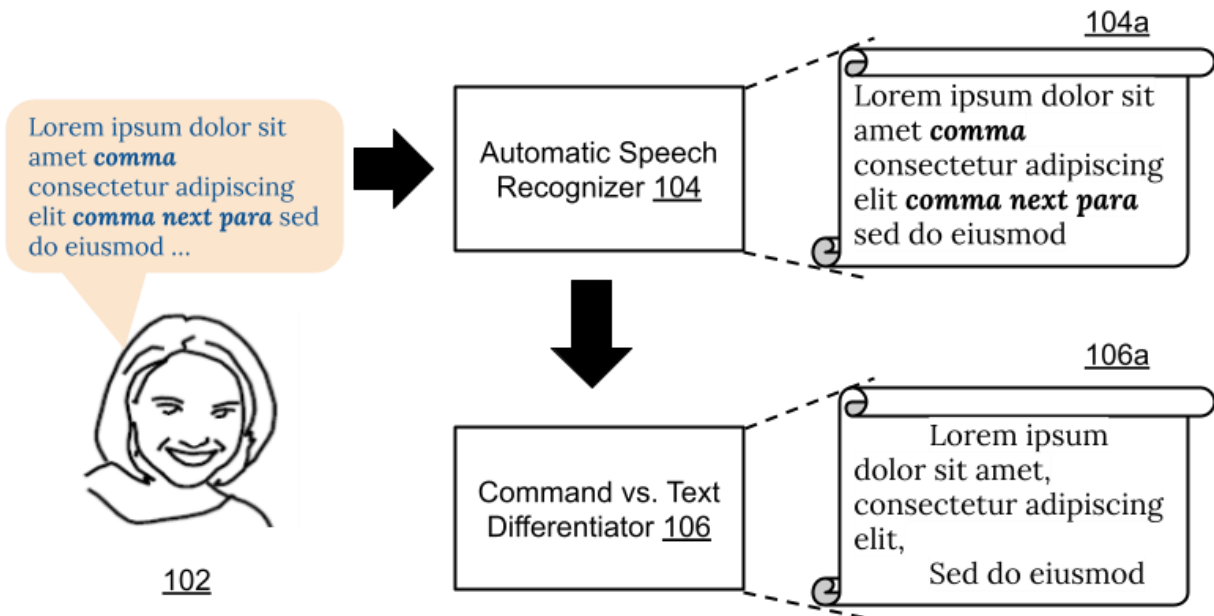 Lorem ipsum dolor sit
amet comma
consectetur adipiscing
elit comma next para sed
do eiusmod ...
102
Automatic Speech
Recognizer 104
104a
Lorem ipsum dolor sit
amet comma
consectetur adipiscing
elit comma next para
sed do eiusmod
Command vs. Text
Differentiator 106
106a
Lorem ipsum
dolor sit amet,
consectetur adipiscing
elit,
Sed do eiusmod